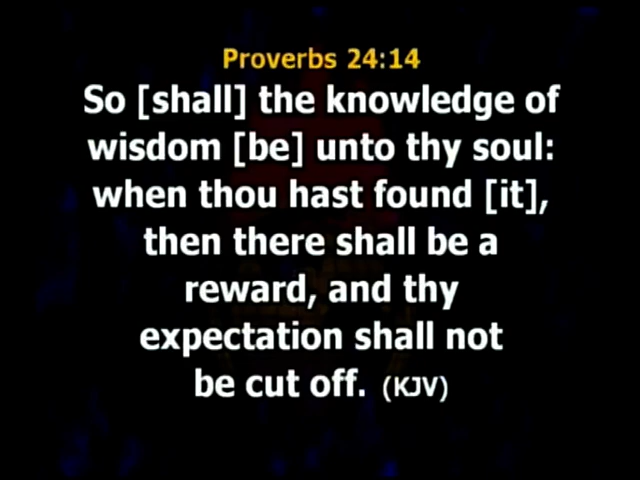 Proverbs 24:14
So [shall] the knowledge of
wisdom [be] unto thy soul:
when thou hast found [it],
then there shall be a
reward, and thy
expectation shall not
be cut off. (KJV)